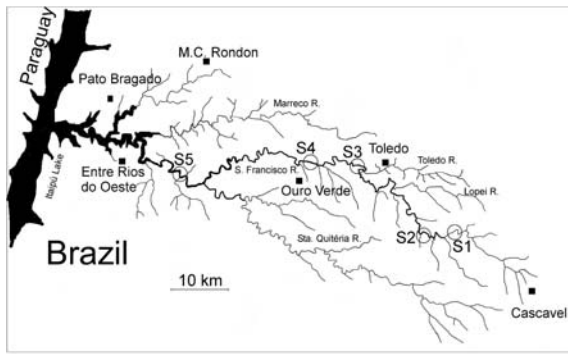 Paraguay
M.C. Rondon
Pato Bragado
Marreco R.
Itaipú Lake
Entre Rios
do Oeste
S5
S. Francisco R.
S4
Ouro Verde
S3
Toledo
Toledo R.
Lopei R.
Sta. Quitéria R.
S2
S1
Brazil
10 km
Cascavel